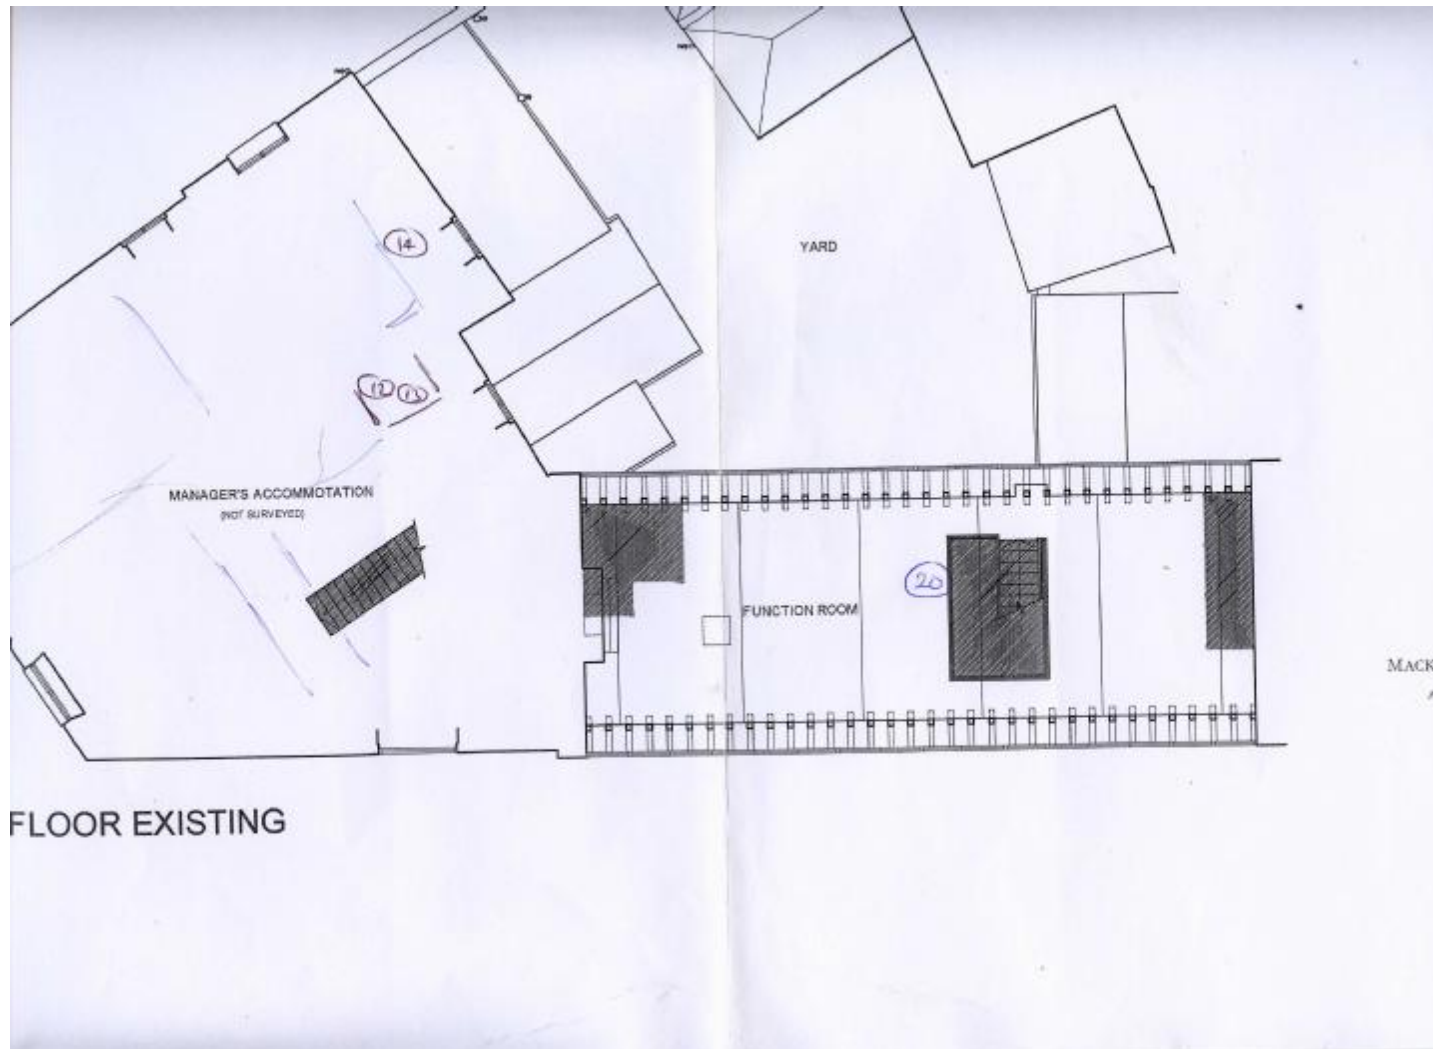 14
YARD
12 13
MANAGER'S ACCOMMOTATION
(NOT SURVEYED)
20
FUNCTION ROOM
MACK
FLOOR EXISTING